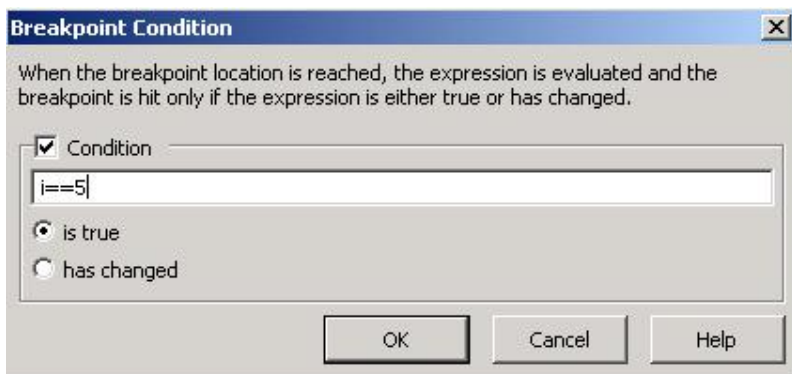 Breakpoint Condition
When the breakpoint location is reached, the expression is evaluated and the
breakpoint is hit only if the expression is either true or has changed.
Condition
i==5
is true
has changed
OK Cancel Help